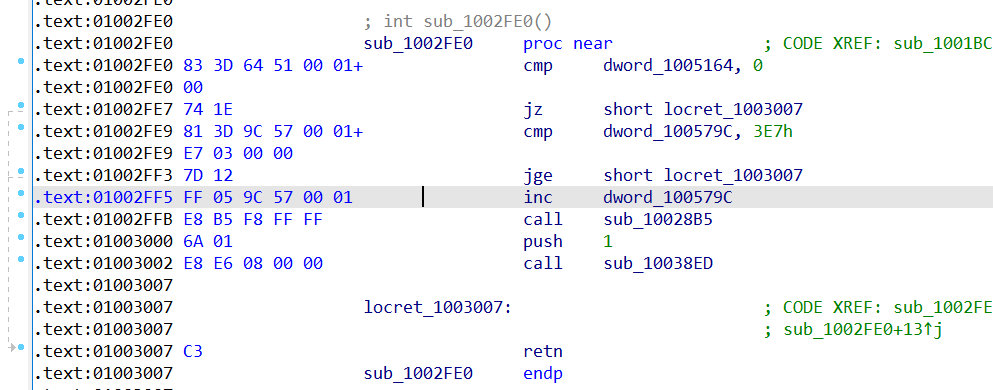 .text:01002FE0
.text:01002FE0 ; int sub_1002FE0()
.text:01002FE0 sub_1002FE0 proc near ; CODE XREF: sub_1001BC
.text:01002FE0 83 3D 64 51 00 01+ cmp dword_1005164, 0
.text:01002FE0 00
.text:01002FE7 74 1E jz short locret_1003007
.text:01002FE9 81 3D 9C 57 00 01+ cmp dword_100579C, 3E7h
.text:01002FE9 E7 03 00 00
.text:01002FF3 7D 12 jge short locret_1003007
.text:01002FF5 FF 05 9C 57 00 01 inc dword_100579C
.text:01002FFB E8 B5 F8 FF FF call sub_10028B5
.text:01003000 6A 01 push 1
.text:01003002 E8 E6 08 00 00 call sub_10038ED
.text:01003007
.text:01003007 locret_1003007: ; CODE XREF: sub_1002FE
.text:01003007 ; sub_1002FE0+13↑j
.text:01003007 C3 retn
.text:01003007 sub_1002FE0 endp
.text:01003007